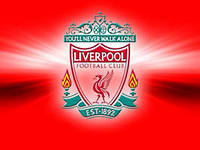 YOU'LL NEVER WALK ALONE
LIVERPOOL
FOOTBALL CLUB
EST·1892